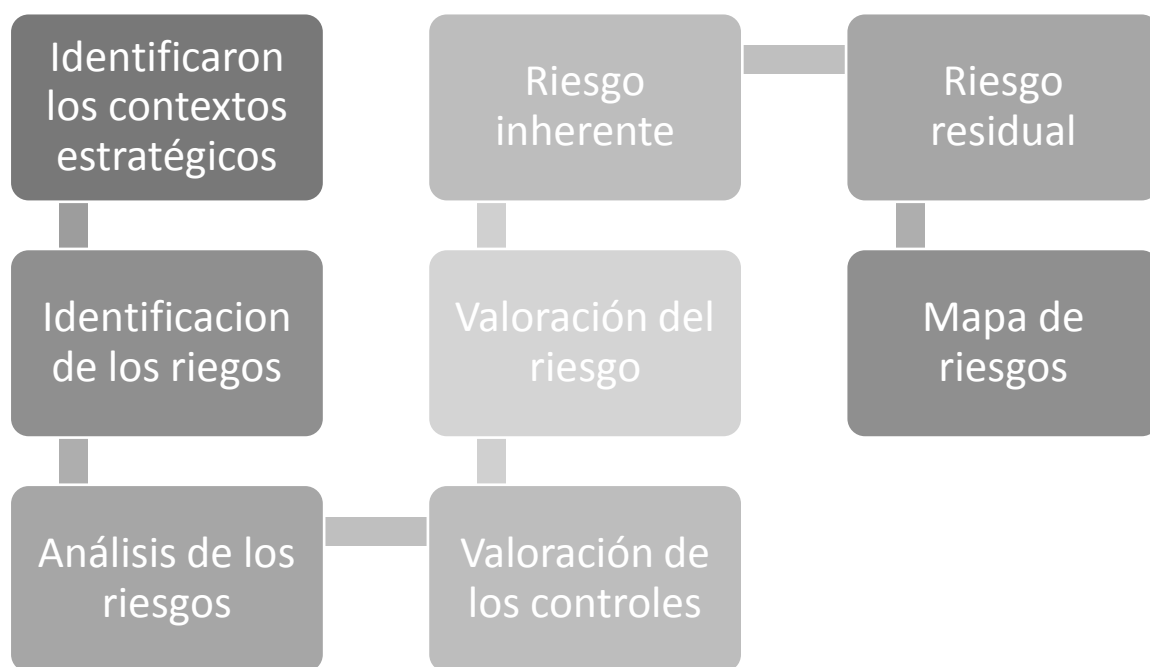 Identificaron
los contextos
estratégicos
Identificacion
de los riegos
Análisis de los
riesgos
Valoración de
los controles
Valoración del
riesgo
Riesgo
inherente
Riesgo
residual
Mapa de
riesgos